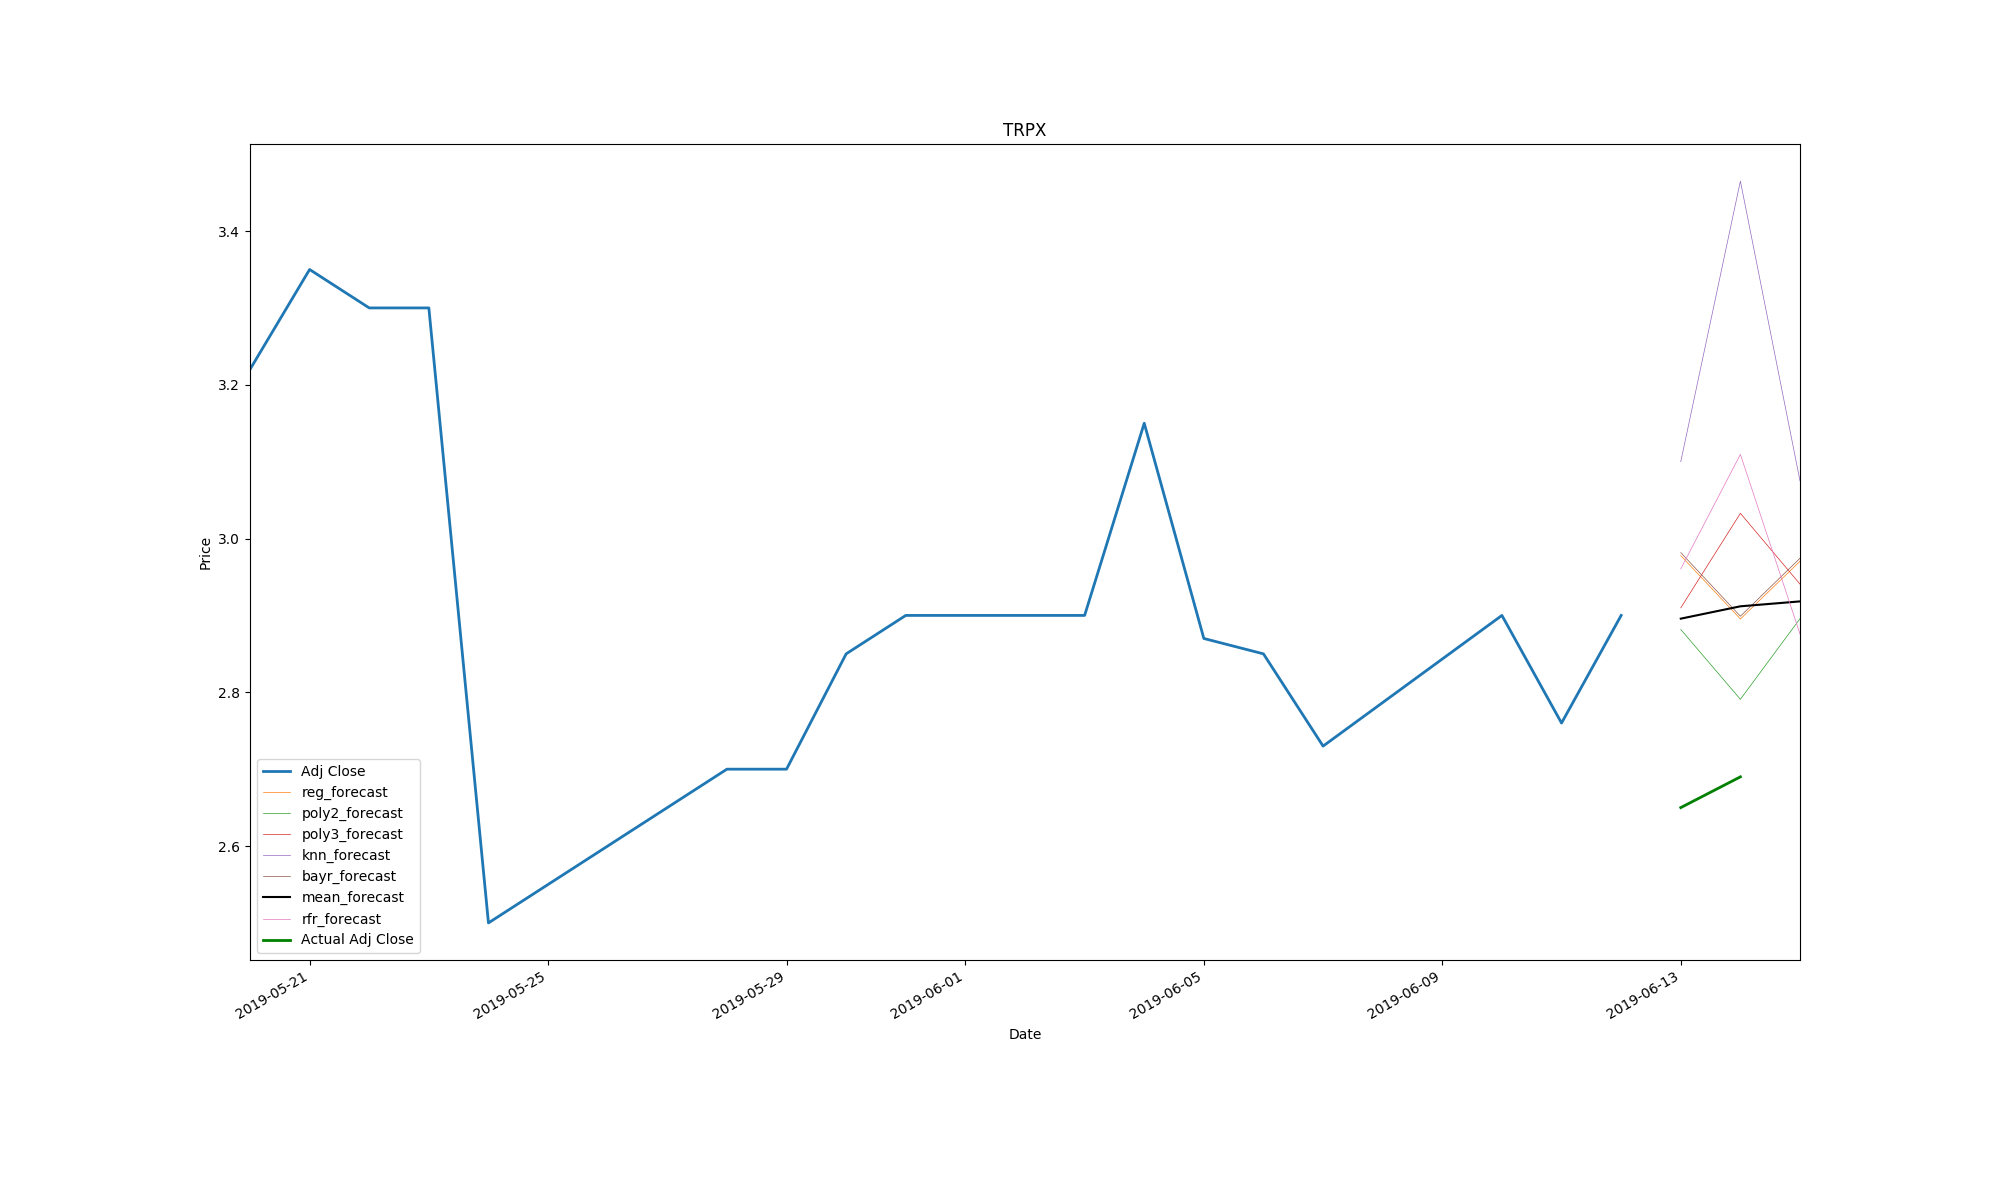 TRPX
Price
3.4
3.2
3.0
2.8
2.6
Adj Close
reg_forecast
poly2_forecast
poly3_forecast
knn_forecast
bayr_forecast
mean_forecast
rfr_forecast
Actual Adj Close
2019-05-21
2019-05-25
2019-05-29
2019-06-01
2019-06-05
2019-06-09
2019-06-13
Date